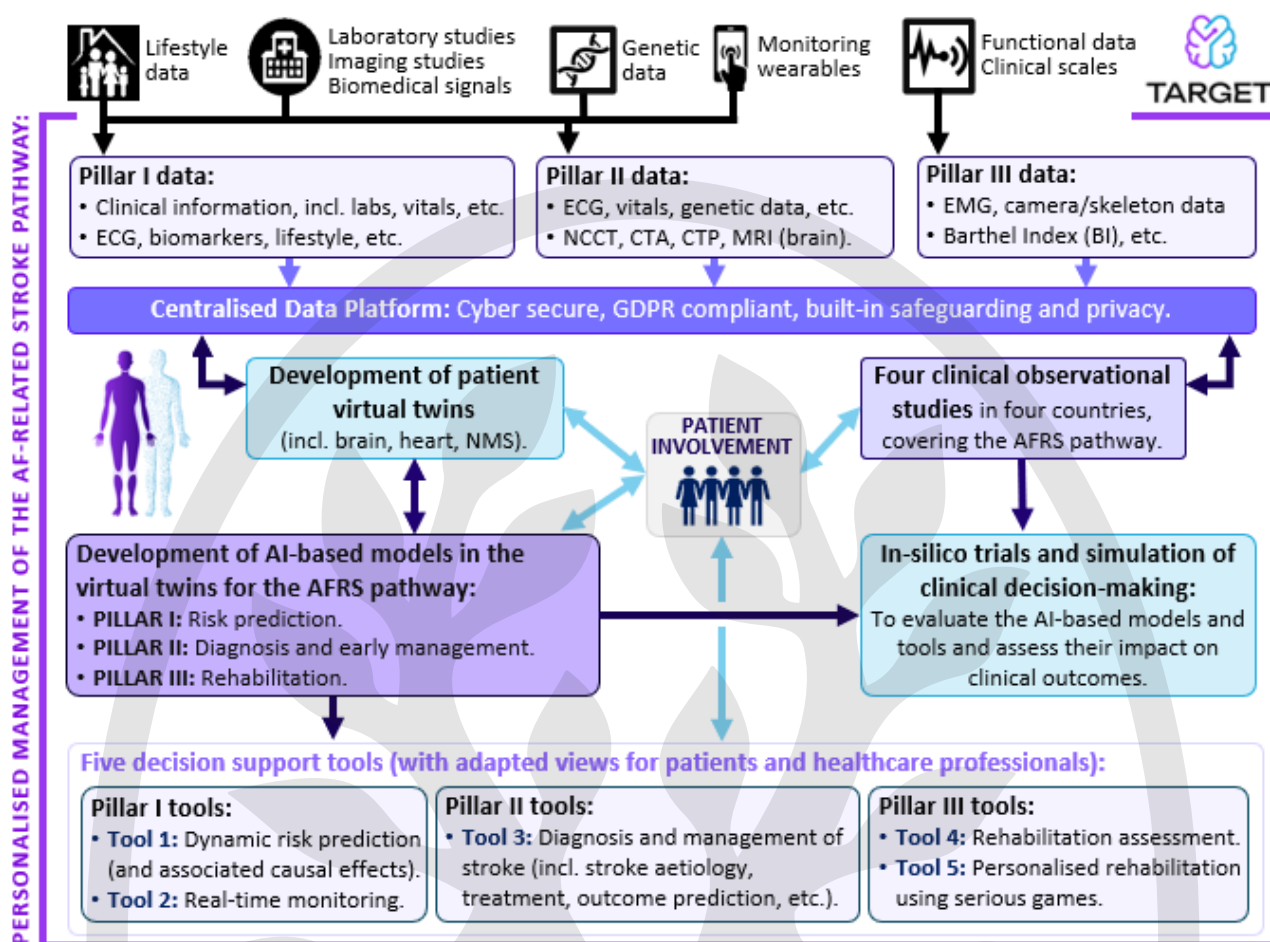 Lifestyle
data
Laboratory studies
Imaging studies
Biomedical signals
Genetic
data
Monitoring
wearables
Functional data
Clinical scales
TARGET
PERSONALISED MANAGEMENT OF THE AF-RELATED STROKE PATHWAY:
Pillar I data:
• Clinical information, incl. labs, vitals, etc.
• ECG, biomarkers, lifestyle, etc.
Pillar II data:
• ECG, vitals, genetic data, etc.
• NCCT, CTA, CTP, MRI (brain).
Pillar III data:
• EMG, camera/skeleton data
• Barthel Index (BI), etc.
Centralised Data Platform: Cyber secure, GDPR compliant, built-in safeguarding and privacy.
Development of patient
virtual twins
(incl. brain, heart, NMS).
PATIENT
INVOLVEMENT
Four clinical observational
studies in four countries,
covering the AFRS pathway.
Development of AI-based models in the
virtual twins for the AFRS pathway:
• PILLAR I: Risk prediction.
• PILLAR II: Diagnosis and early management.
• PILLAR III: Rehabilitation.
In-silico trials and simulation of
clinical decision-making:
To evaluate the AI-based models and
tools and assess their impact on
clinical outcomes.
Five decision support tools (with adapted views for patients and healthcare professionals):
Pillar I tools:
• Tool 1: Dynamic risk prediction
(and associated causal effects).
• Tool 2: Real-time monitoring.
Pillar II tools:
• Tool 3: Diagnosis and management of
stroke (incl. stroke aetiology,
treatment, outcome prediction, etc.).
Pillar III tools:
• Tool 4: Rehabilitation assessment.
• Tool 5: Personalised rehabilitation
using serious games.